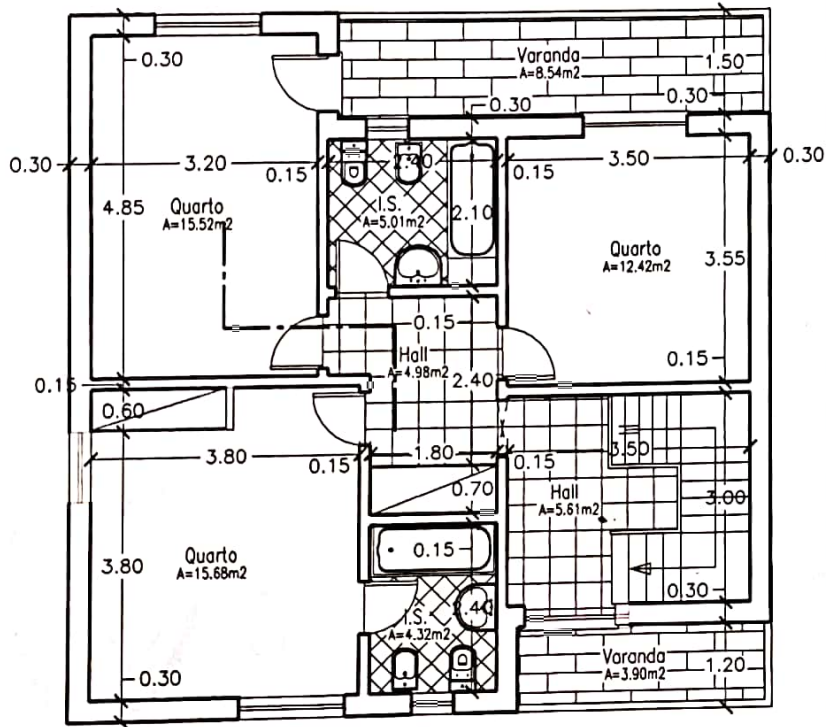 0.30
Varanda
A=8.54m2
1.50
0.30
0.30
0.30
3.20
0.15
2.40
0.15
3.50
0.30
4.85
Quarto
A=15.52m2
I.S.
A=5.01m2
2.10
Quarto
A=12.42m2
3.55
0.15
Hall
A=4.98m2
0.15
0.15
2.40
0.60
3.80
0.15
1.80
0.15
3.50
0.70
Hall
A=5.61m2
3.00
Quarto
A=15.68m2
3.80
0.15
I.S.
A=4.32m2
2.40
0.30
0.30
Varanda
A=3.90m2
1.20